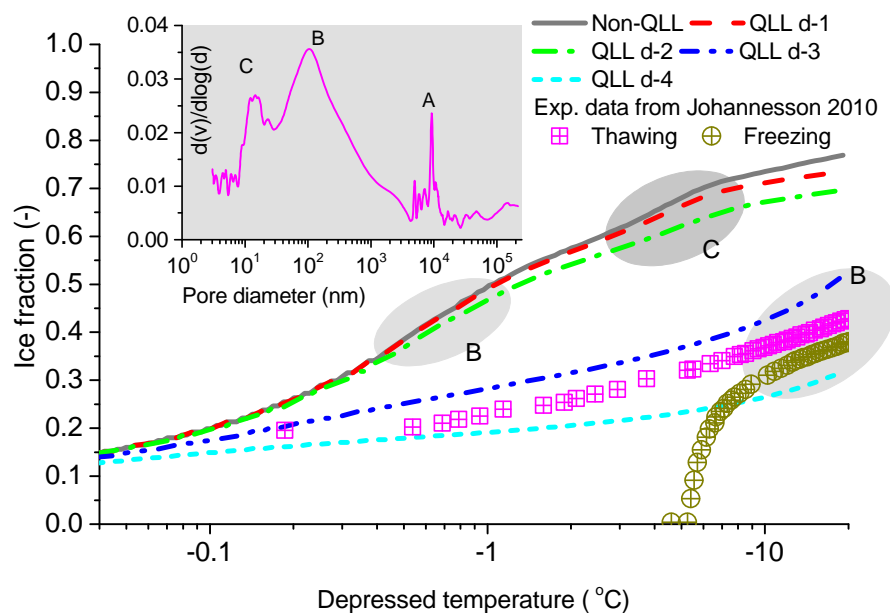 Non-QLL QLL d-1
QLL d-2 QLL d-3
QLL d-4
Exp. data from Johannesson 2010
Thawing Freezing
1.0
0.9
0.8
0.7
0.6
0.5
0.4
0.3
0.2
0.1
0.0
Ice fraction (-)
-0.1 -1 -10
Depressed temperature ( °C)
0.04
0.03
0.02
0.01
0.00
d(v)/dlog(d)
10⁰ 10¹ 10² 10³ 10⁴ 10⁵
Pore diameter (nm)
C
B
A
B
C
B